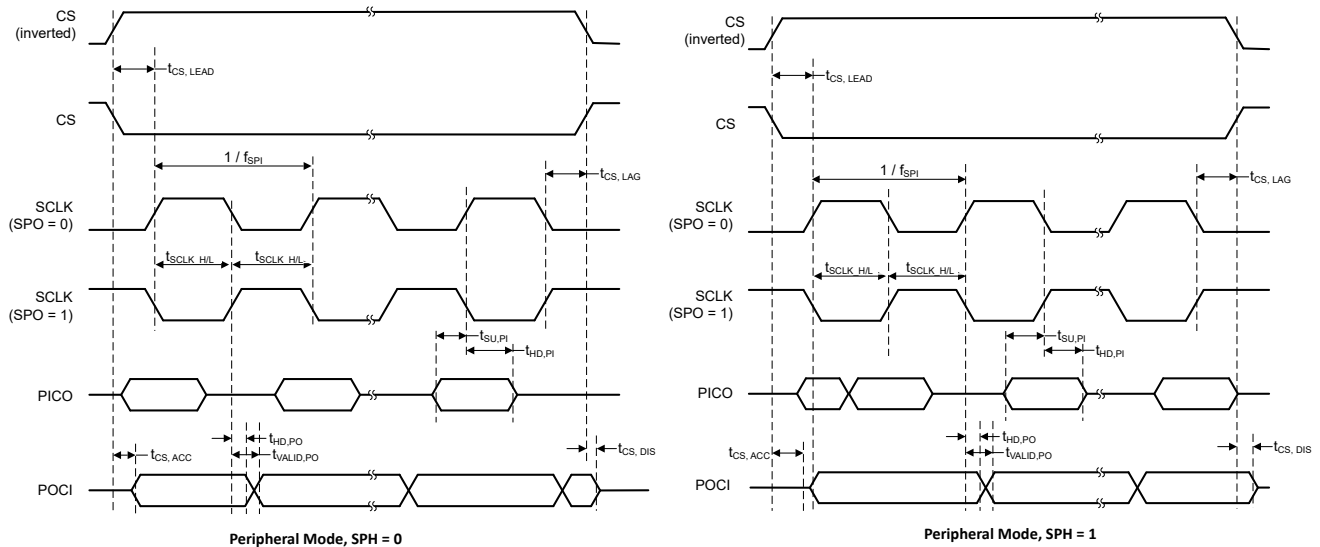 CS
(inverted)
tCS, LEAD
CS
1 / fSPI
tCS, LAG
SCLK
(SPO = 0)
tSCLK_H/L
tSCLK_H/L
SCLK
(SPO = 1)
tSU,PI
tHD,PI
PICO
tHD,PO
tCS, ACC
tVALID,PO
tCS, DIS
POCI
Peripheral Mode, SPH = 0
CS
(inverted)
tCS, LEAD
CS
1 / fSPI
tCS, LAG
SCLK
(SPO = 0)
tSCLK_H/L
tSCLK_H/L
SCLK
(SPO = 1)
tSU,PI
tHD,PI
PICO
tHD,PO
tCS, ACC
tVALID,PO
tCS, DIS
POCI
Peripheral Mode, SPH = 1